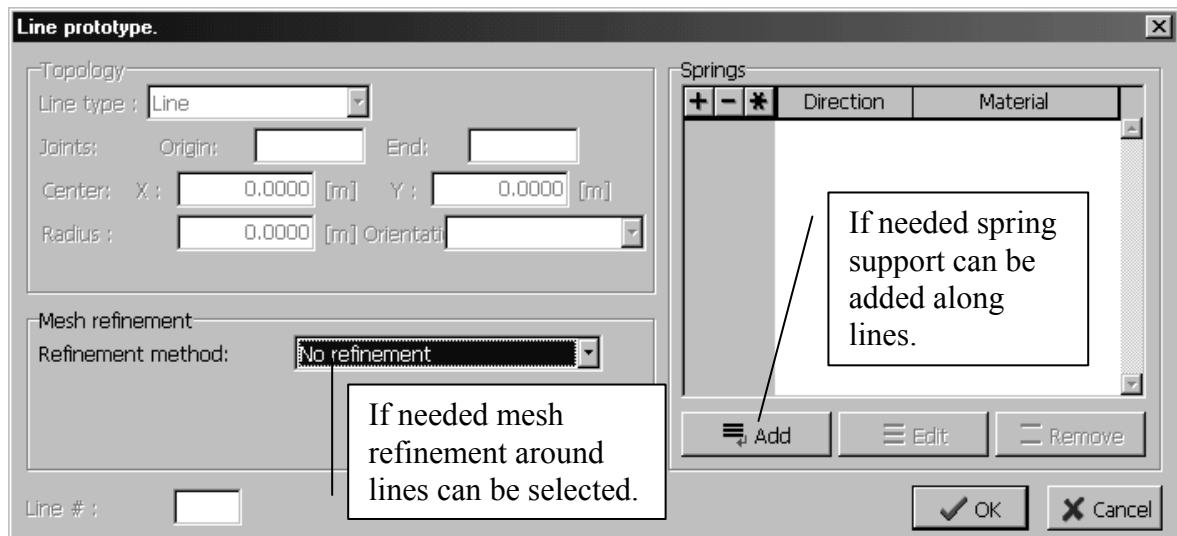 Line prototype.
Topology
Line type : Line
Joints: Origin: End:
Center: X : 0.0000 [m] Y : 0.0000 [m]
Radius : 0.0000 [m] Orientati
Mesh refinement
Refinement method: No refinement
If needed mesh
refinement around
lines can be selected.
Line # :
Springs
+ - * Direction Material
If needed spring
support can be
added along
lines.
Add Edit Remove
OK Cancel